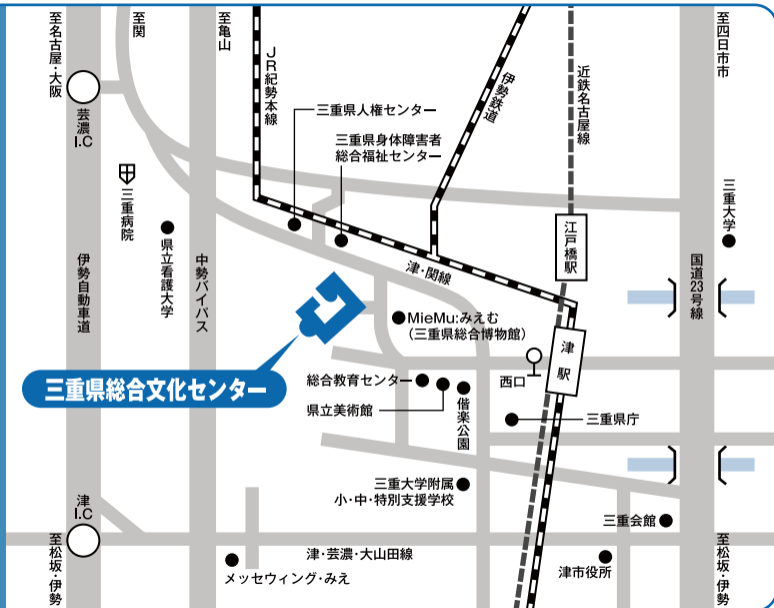 至名古屋・大阪
至関
至亀山
JR紀勢本線
伊勢鉄道
近鉄名古屋線
至四日市市
芸濃I.C
三重県人権センター
三重県身体障害者
総合福祉センター
三重病院
県立看護大学
三重大学
江戸橋駅
伊勢自動車道
中勢バイパス
津・関線
国道23号線
MieMu:みえむ
(三重県総合博物館)
津駅
西口
三重県総合文化センター
総合教育センター
県立美術館
偕楽公園
三重県庁
三重大学附属
小・中・特別支援学校
津I.C
三重会館
至松坂・伊勢
津・芸濃・大山田線
メッセウィング・みえ
津市役所
至松坂・伊勢